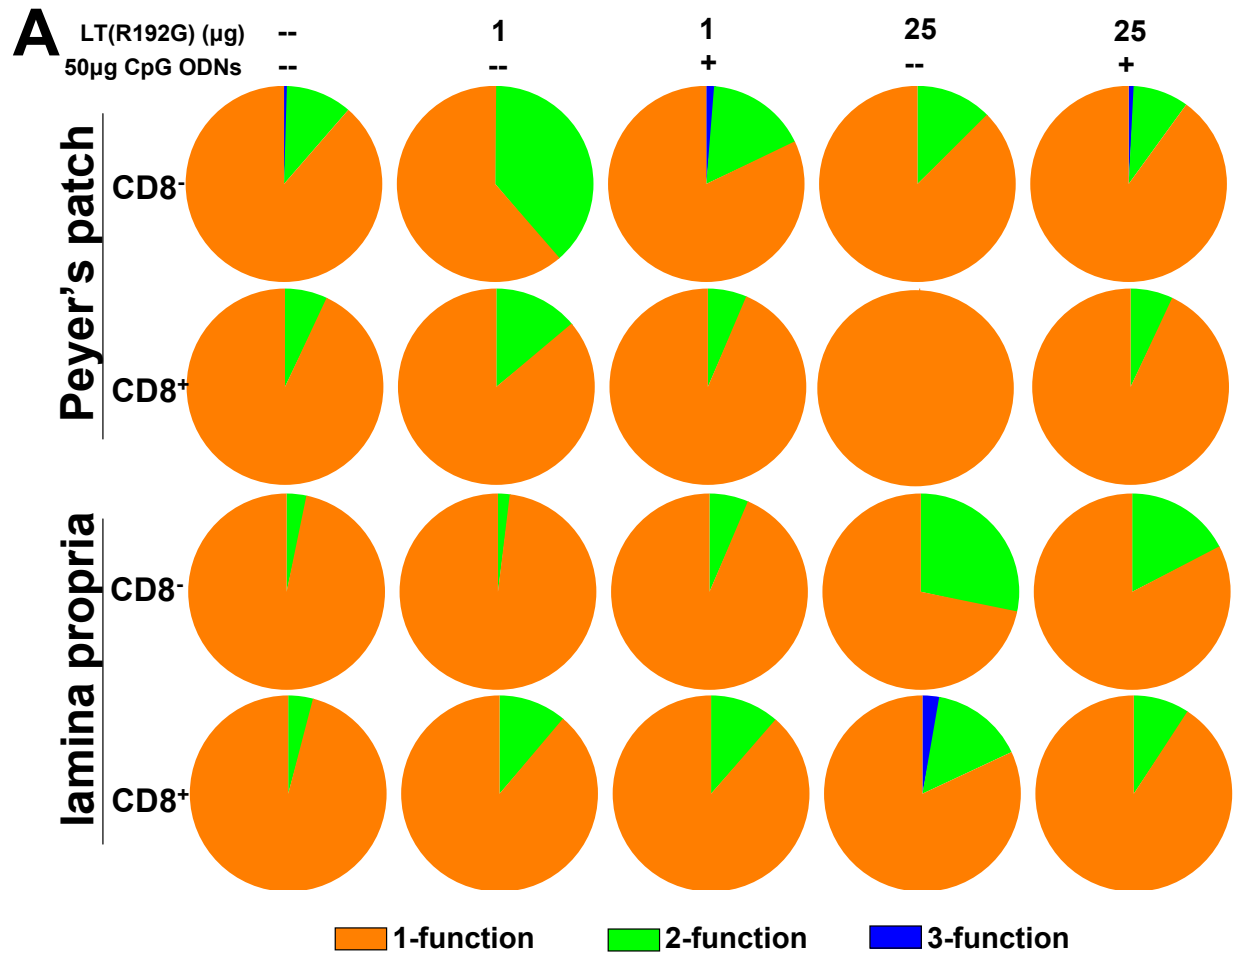 A
LT(R192G) (µg) -- 1 1 25 25
50µg CpG ODNs -- -- + -- +
Peyer's patch
CD8-
CD8+
lamina propria
CD8-
CD8+
1-function 2-function 3-function